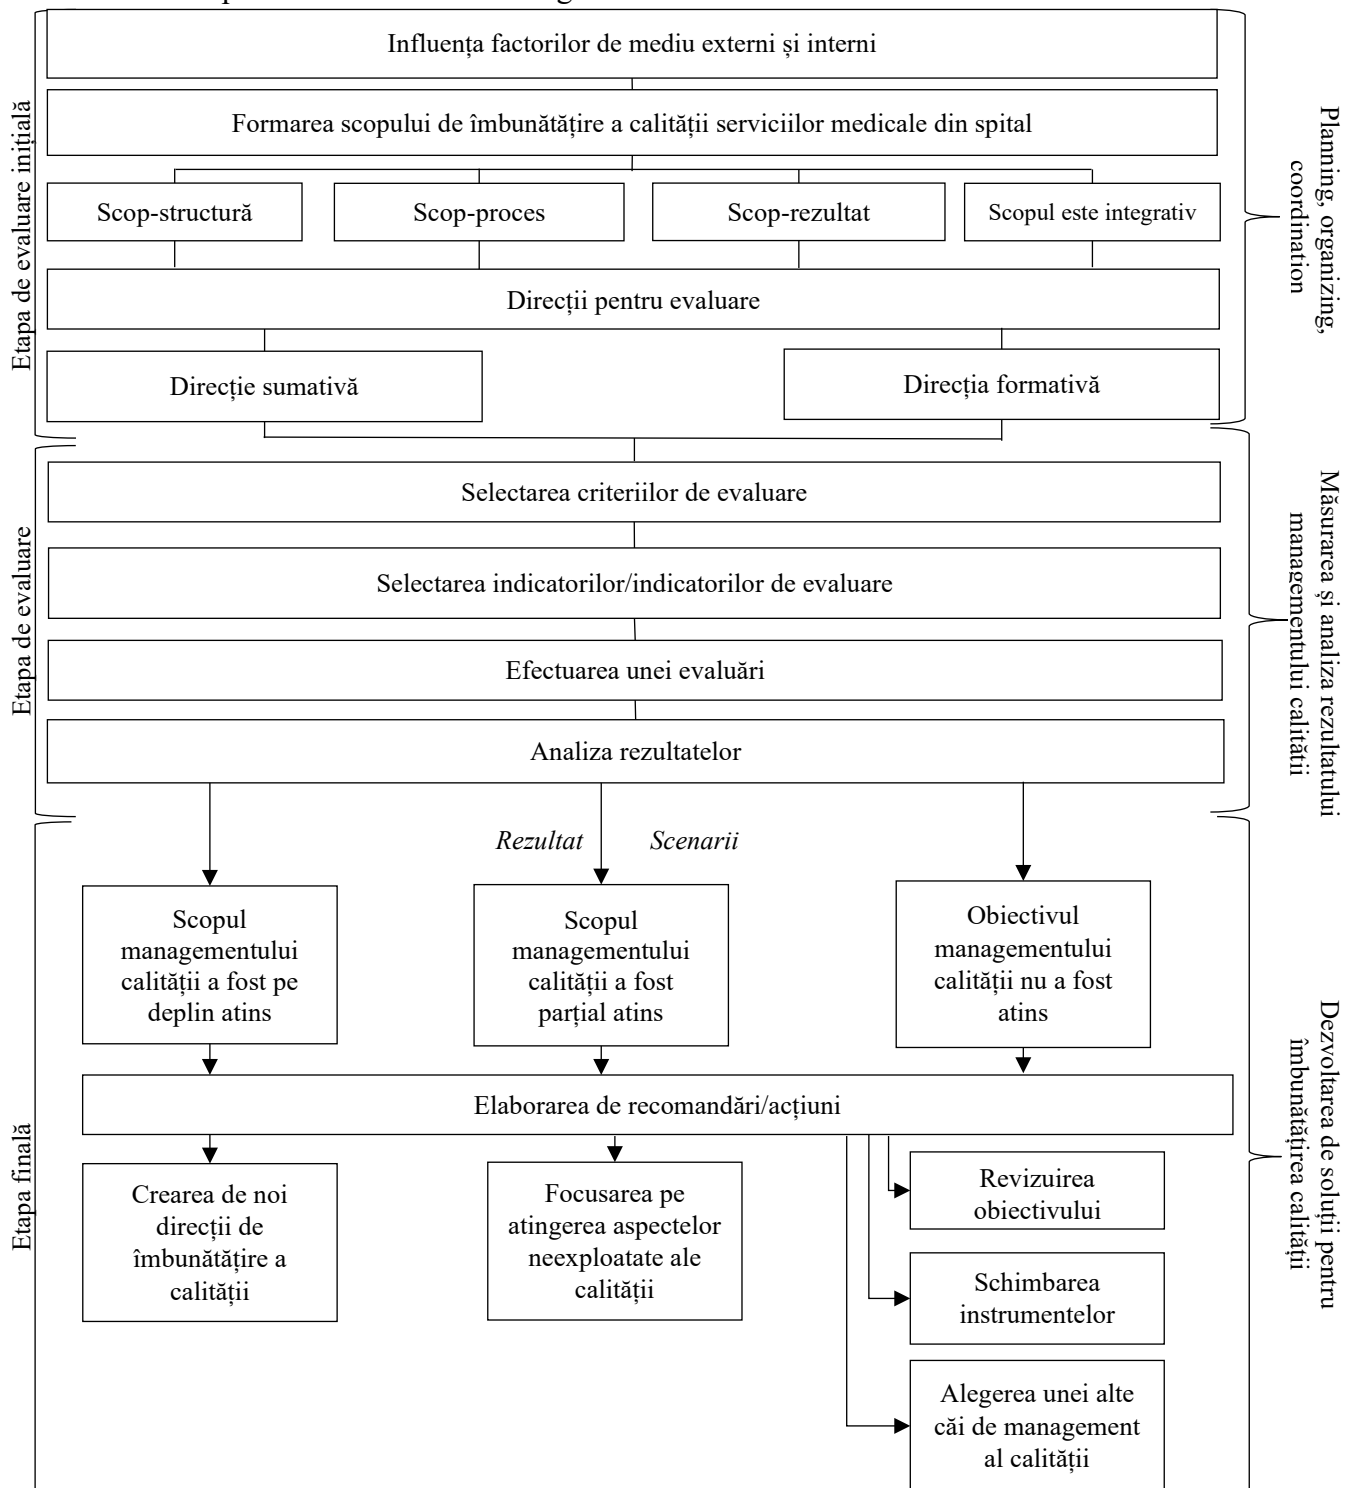 Influența factorilor de mediu externi și interni
Formarea scopului de îmbunătățire a calității serviciilor medicale din spital
Scop-structură
Scop-proces
Scop-rezultat
Scopul este integrativ
Direcții pentru evaluare
Direcție sumativă
Direcția formativă
Etapa de evaluare inițială
Planning, organizing,
coordination
Selectarea criteriilor de evaluare
Selectarea indicatorilor/indicatorilor de evaluare
Efectuarea unei evaluări
Analiza rezultatelor
Etapa de evaluare
Măsurarea și analiza rezultatului
managementului calității
Rezultat
Scenarii
Scopul
managementului
calității a fost pe
deplin atins
Scopul
managementului
calității a fost
parțial atins
Obiectivul
managementului
calității nu a fost
atins
Elaborarea de recomandări/acțiuni
Crearea de noi
direcții de
îmbunătățire a
calității
Focusarea pe
atingerea aspectelor
neexploatate ale
calității
Revizuirea
obiectivului
Schimbarea
instrumentelor
Alegerea unei alte
căi de management
al calității
Etapa finală
Dezvoltarea de soluții pentru
îmbunătățirea calității